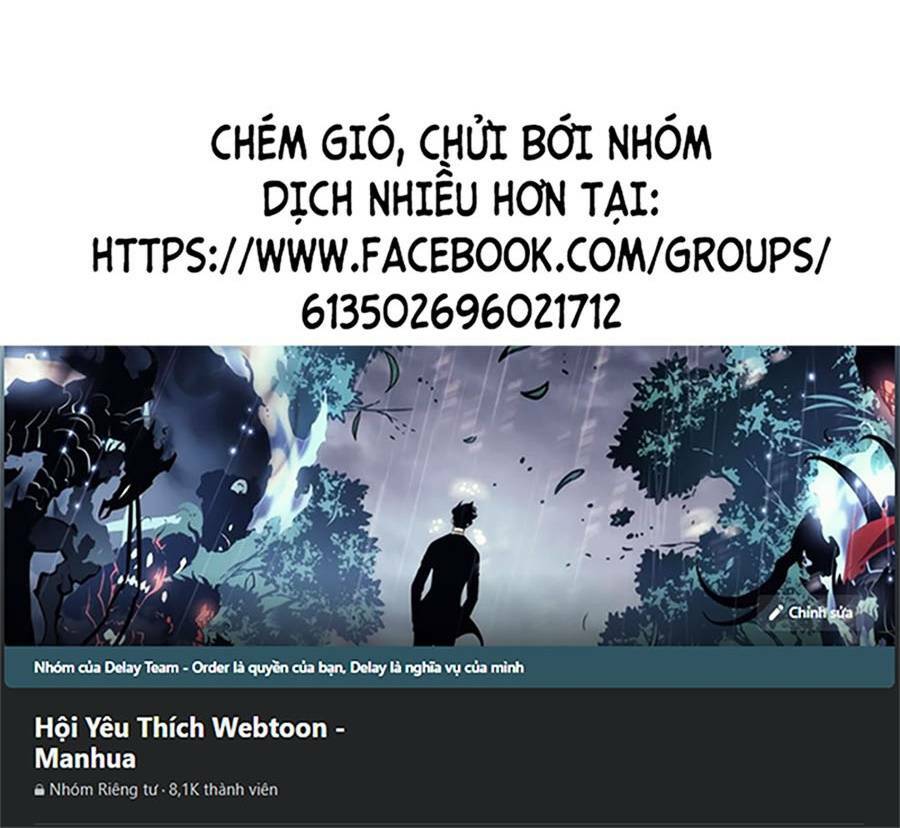 CHÉM GIÓ, CHỬI BỚI NHÓM
DỊCH NHIỀU HƠN TẠI:
HTTPS://WWW.FACEBOOK.COM/GROUPS/
613502696021712
Chỉnh sửa
Nhóm của Delay Team - Order là quyền của bạn, Delay là nghĩa vụ của mình
Hội Yêu Thích Webtoon -
Manhua
Nhóm Riêng tư · 8,1K thành viên